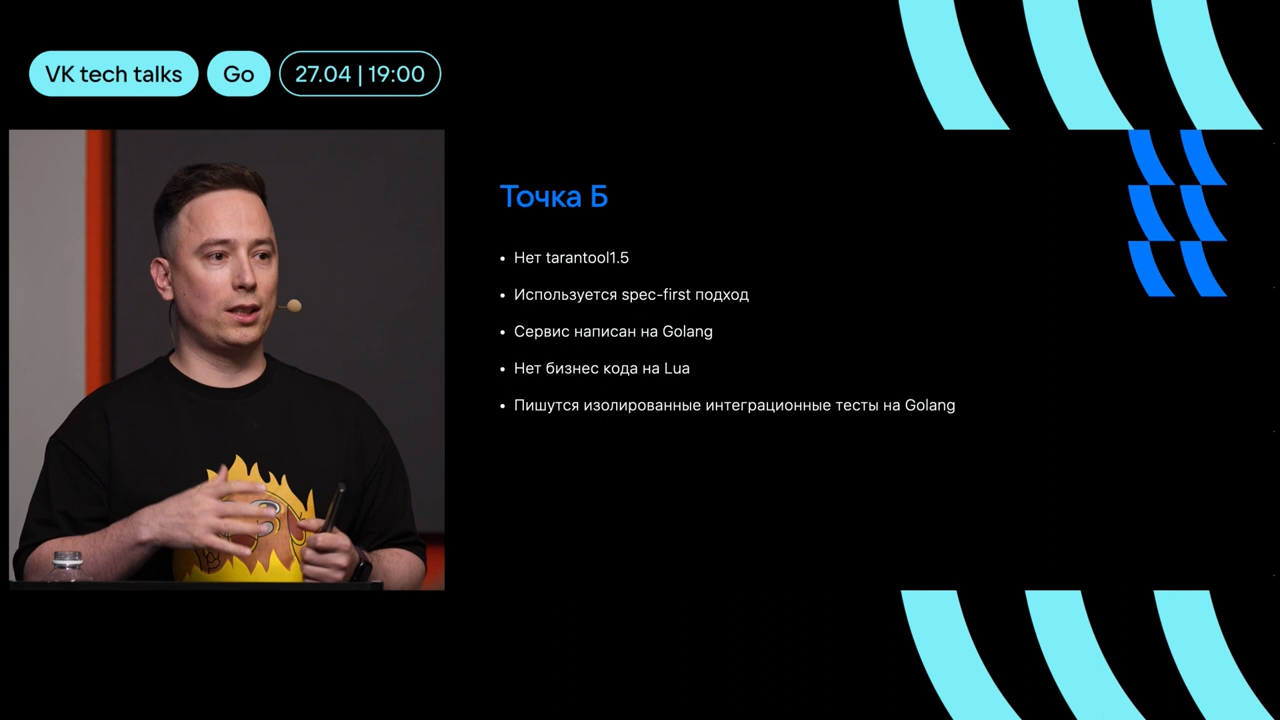 VK tech talks
Go
27.04 | 19:00
Точка Б
• Нет tarantool1.5
• Используется spec-first подход
• Сервис написан на Golang
• Нет бизнес кода на Lua
• Пишутся изолированные интеграционные тесты на Golang